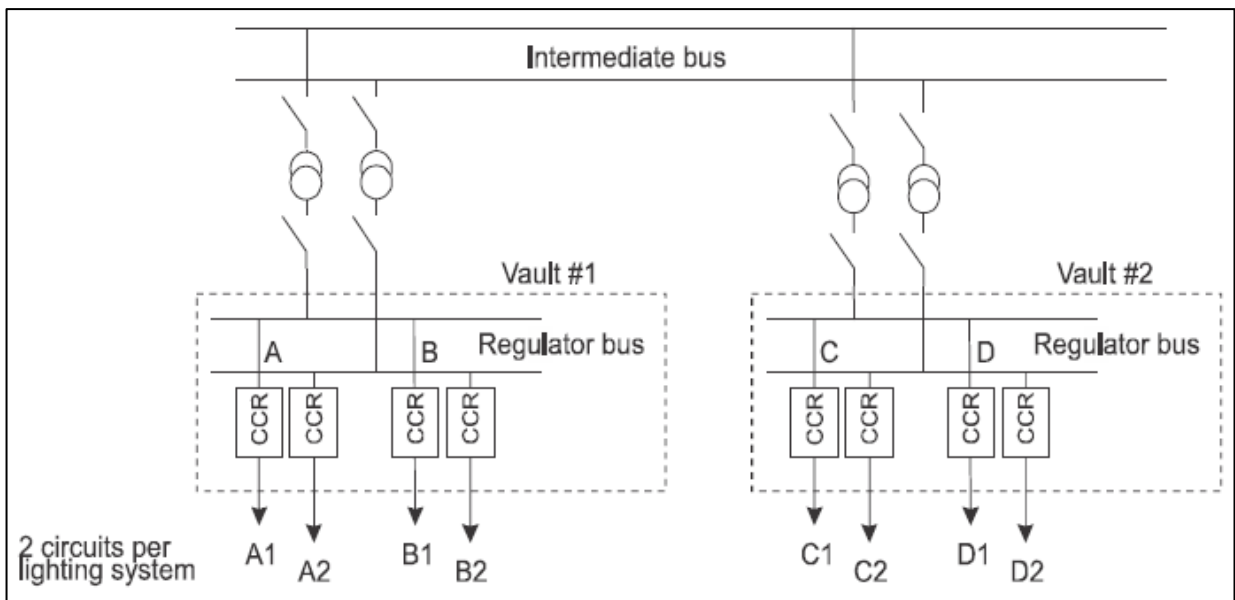 Intermediate bus
Vault #1
Vault #2
A
B
Regulator bus
C
D
Regulator bus
CCR
CCR
CCR
CCR
CCR
CCR
CCR
CCR
2 circuits per
lighting system
A1
A2
B1
B2
C1
C2
D1
D2